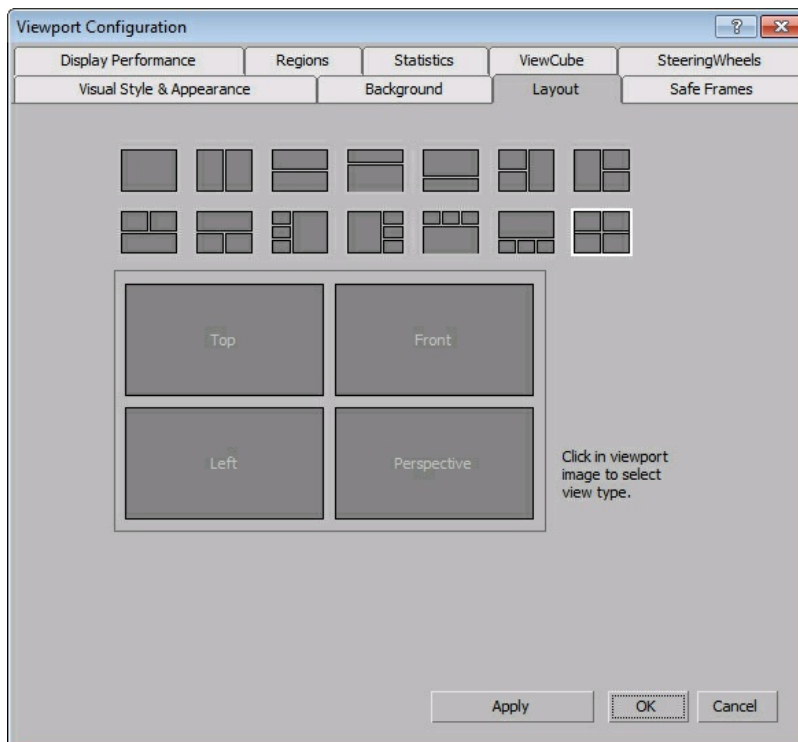 Viewport Configuration
Display Performance
Regions
Statistics
ViewCube
SteeringWheels
Visual Style & Appearance
Background
Layout
Safe Frames
Top
Front
Left
Perspective
Click in viewport
image to select
view type.
Apply
OK
Cancel